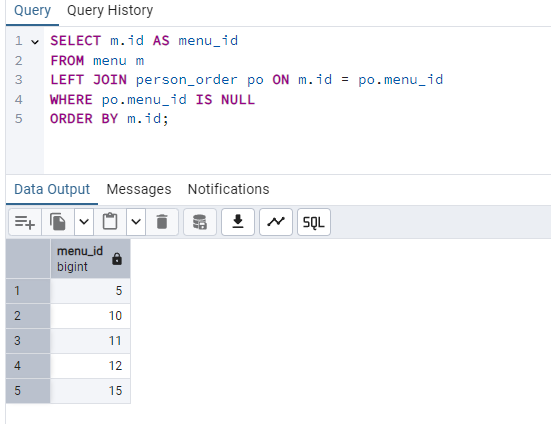 Query Query History
1 SELECT m.id AS menu_id
2 FROM menu m
3 LEFT JOIN person_order po ON m.id = po.menu_id
4 WHERE po.menu_id IS NULL
5 ORDER BY m.id;
Data Output Messages Notifications
SQL
menu_id
bigint
1 5
2 10
3 11
4 12
5 15